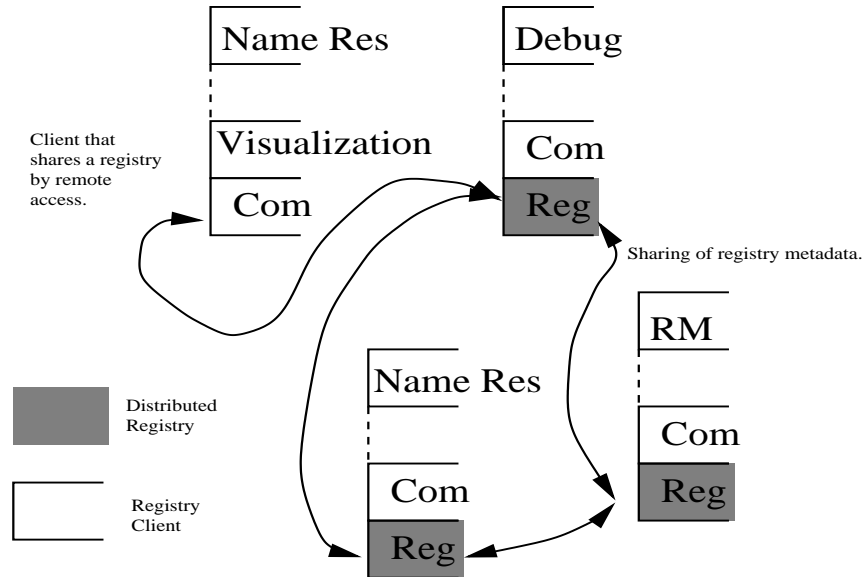 Name Res
Debug
Client that
shares a registry
by remote
access.
Visualization
Com
Com
Reg
Sharing of registry metadata.
RM
Name Res
Distributed
Registry
Com
Reg
Com
Reg
Registry
Client